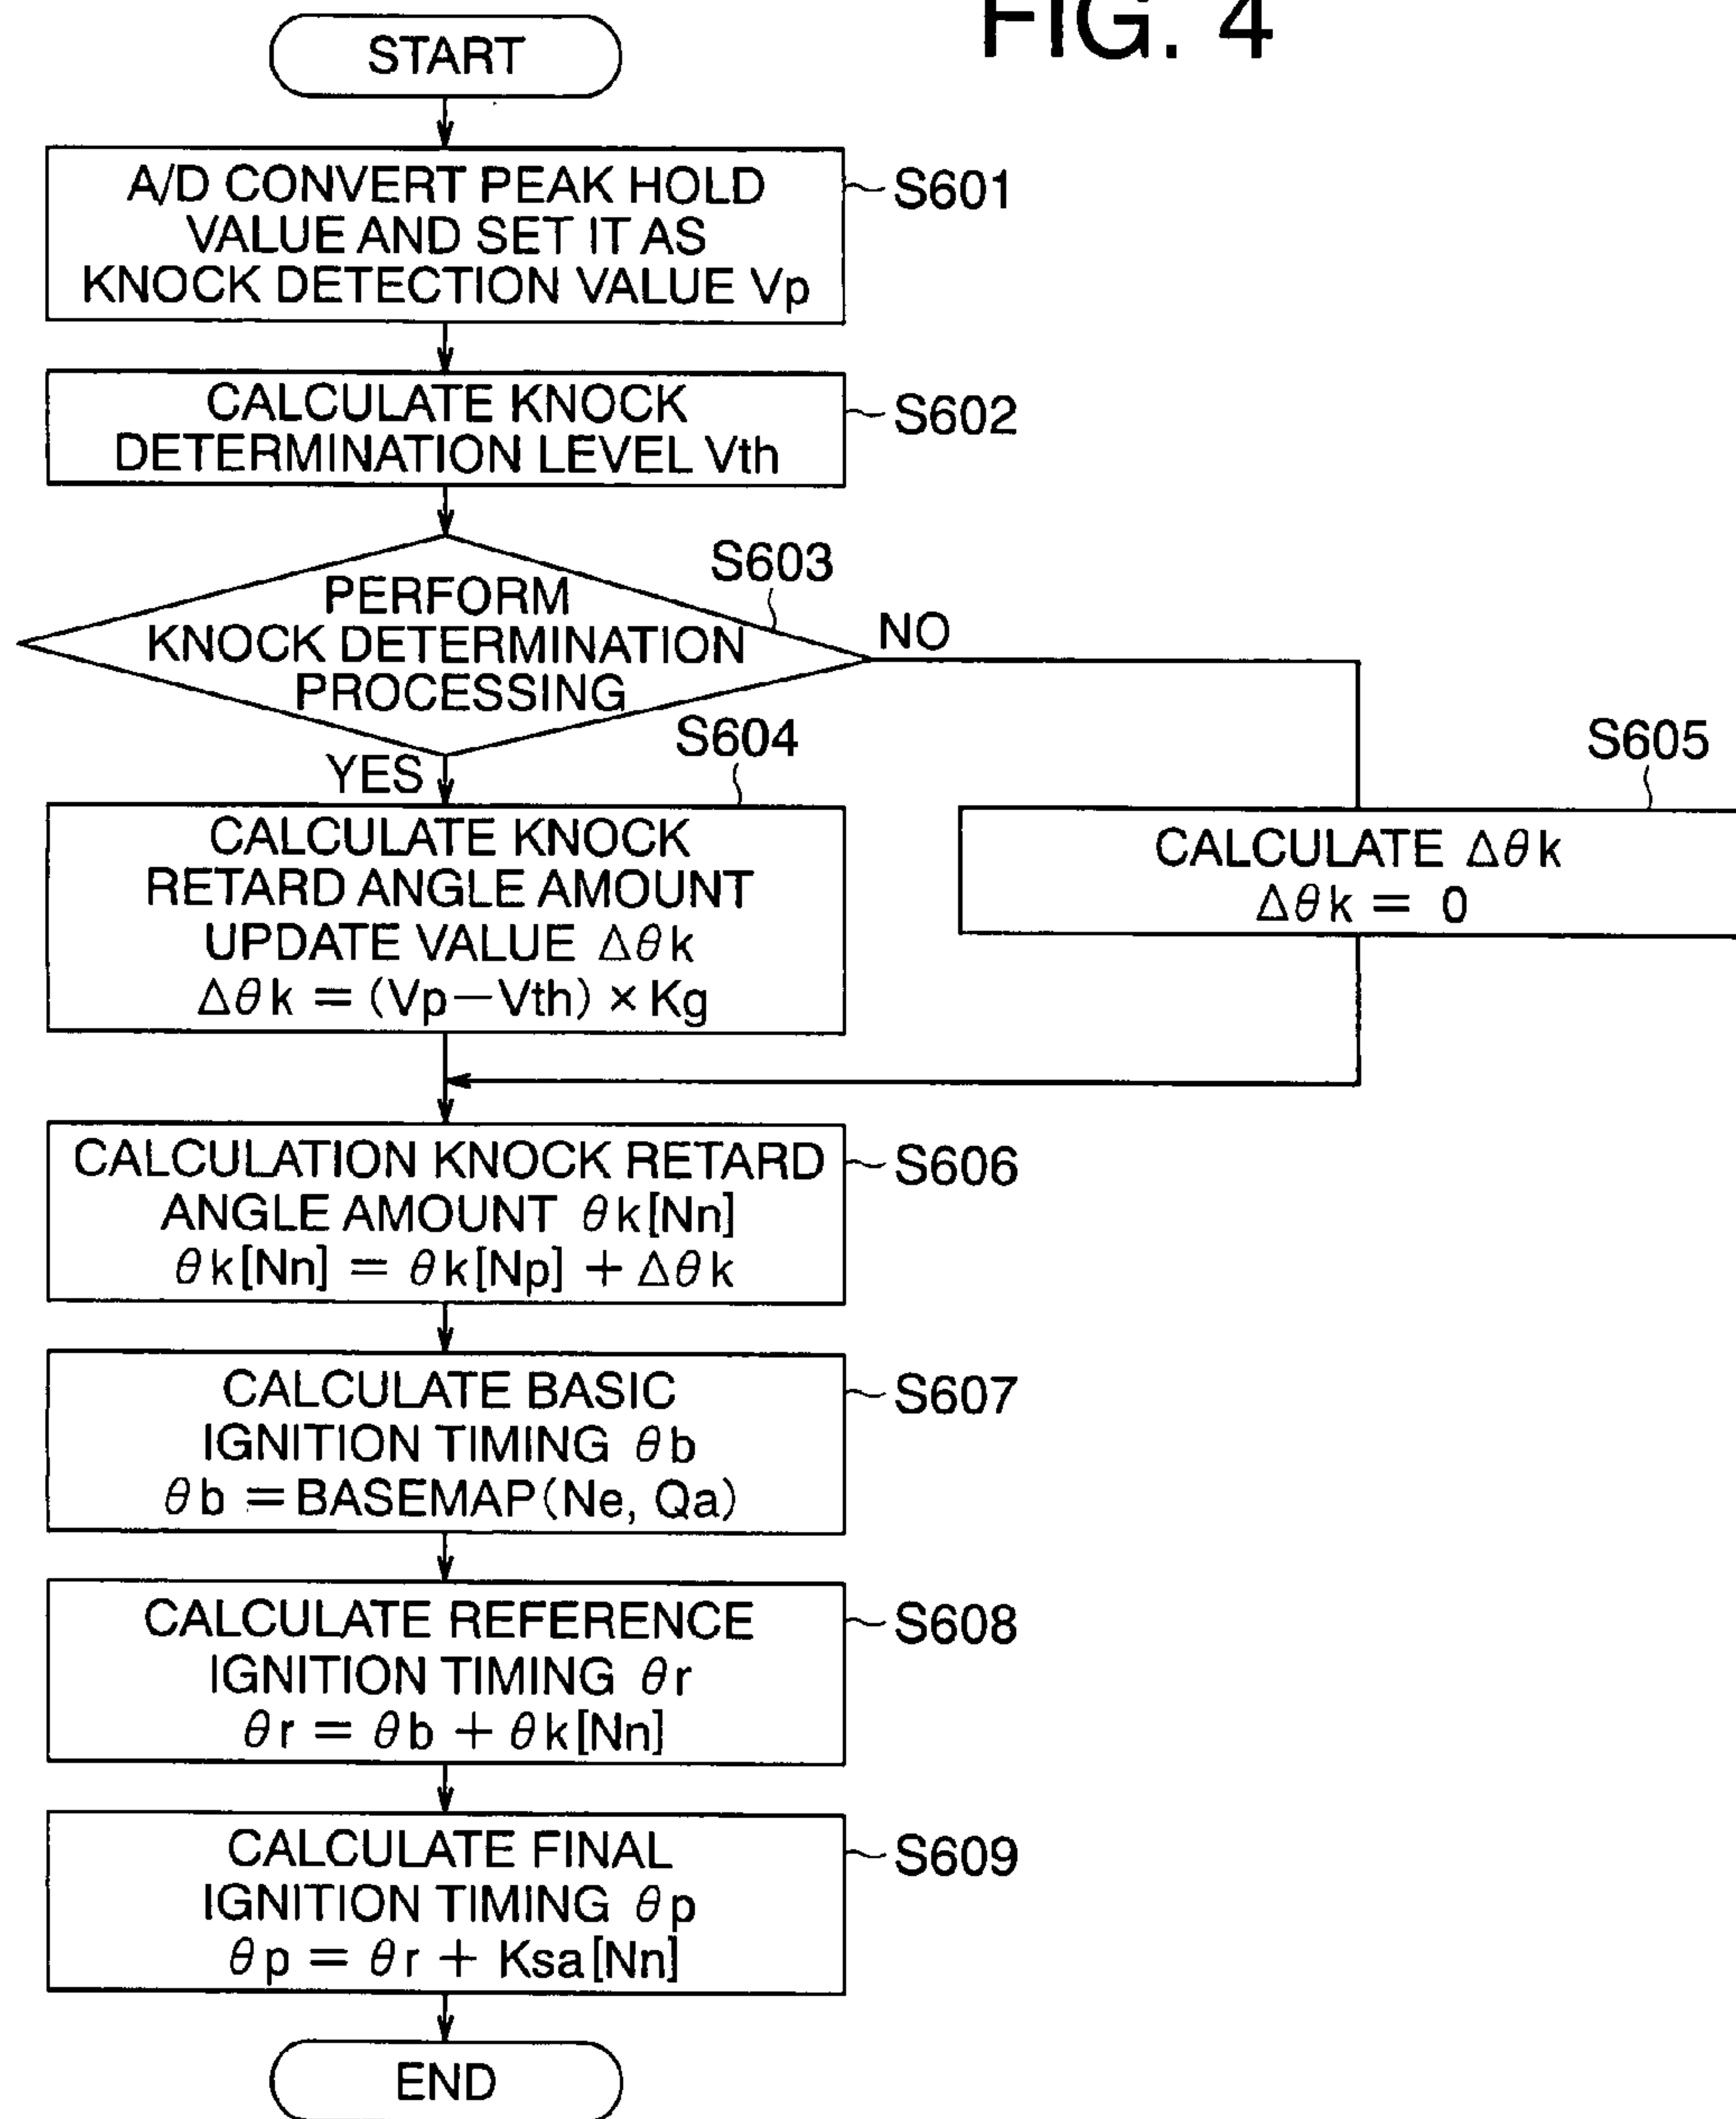 FIG. 4
START
A/D CONVERT PEAK HOLD
VALUE AND SET IT AS
KNOCK DETECTION VALUE Vp
S601
CALCULATE KNOCK
DETERMINATION LEVEL Vth
S602
S603
PERFORM
KNOCK DETERMINATION
PROCESSING
NO
YES
S604
CALCULATE KNOCK
RETARD ANGLE AMOUNT
UPDATE VALUE Δθk
Δθk = (Vp－Vth) × Kg
S605
CALCULATE Δθk
Δθk = 0
CALCULATION KNOCK RETARD
ANGLE AMOUNT θk[Nn]
θk[Nn] = θk[Np] + Δθk
S606
CALCULATE BASIC
IGNITION TIMING θb
θb = BASEMAP(Ne, Qa)
S607
CALCULATE REFERENCE
IGNITION TIMING θr
θr = θb + θk[Nn]
S608
CALCULATE FINAL
IGNITION TIMING θp
θp = θr + Ksa[Nn]
S609
END